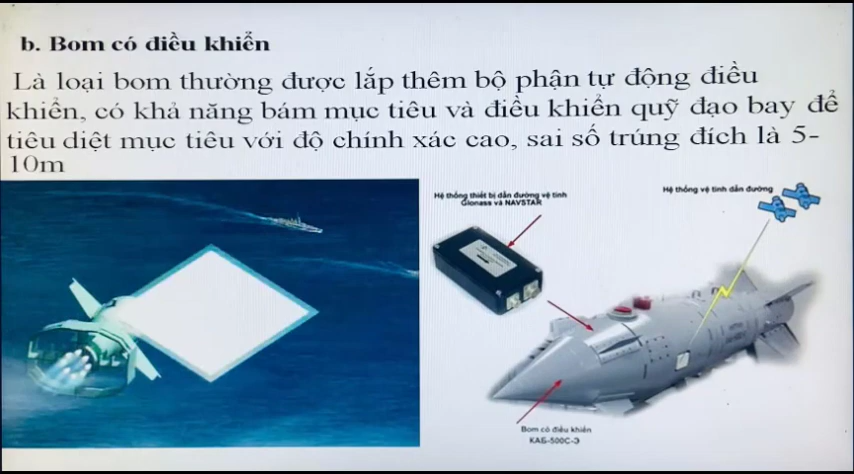 b. Bom có điều khiển
Là loại bom thường được lắp thêm bộ phận tự động điều
khiển, có khả năng bám mục tiêu và điều khiển quỹ đạo bay để
tiêu diệt mục tiêu với độ chính xác cao, sai số trúng đích là 5-
10m
Hệ thống thiết bị dẫn đường vệ tinh
Glonass và NAVSTAR
Hệ thống vệ tinh dẫn đường
Bom có điều khiển
КАБ-500С-Э